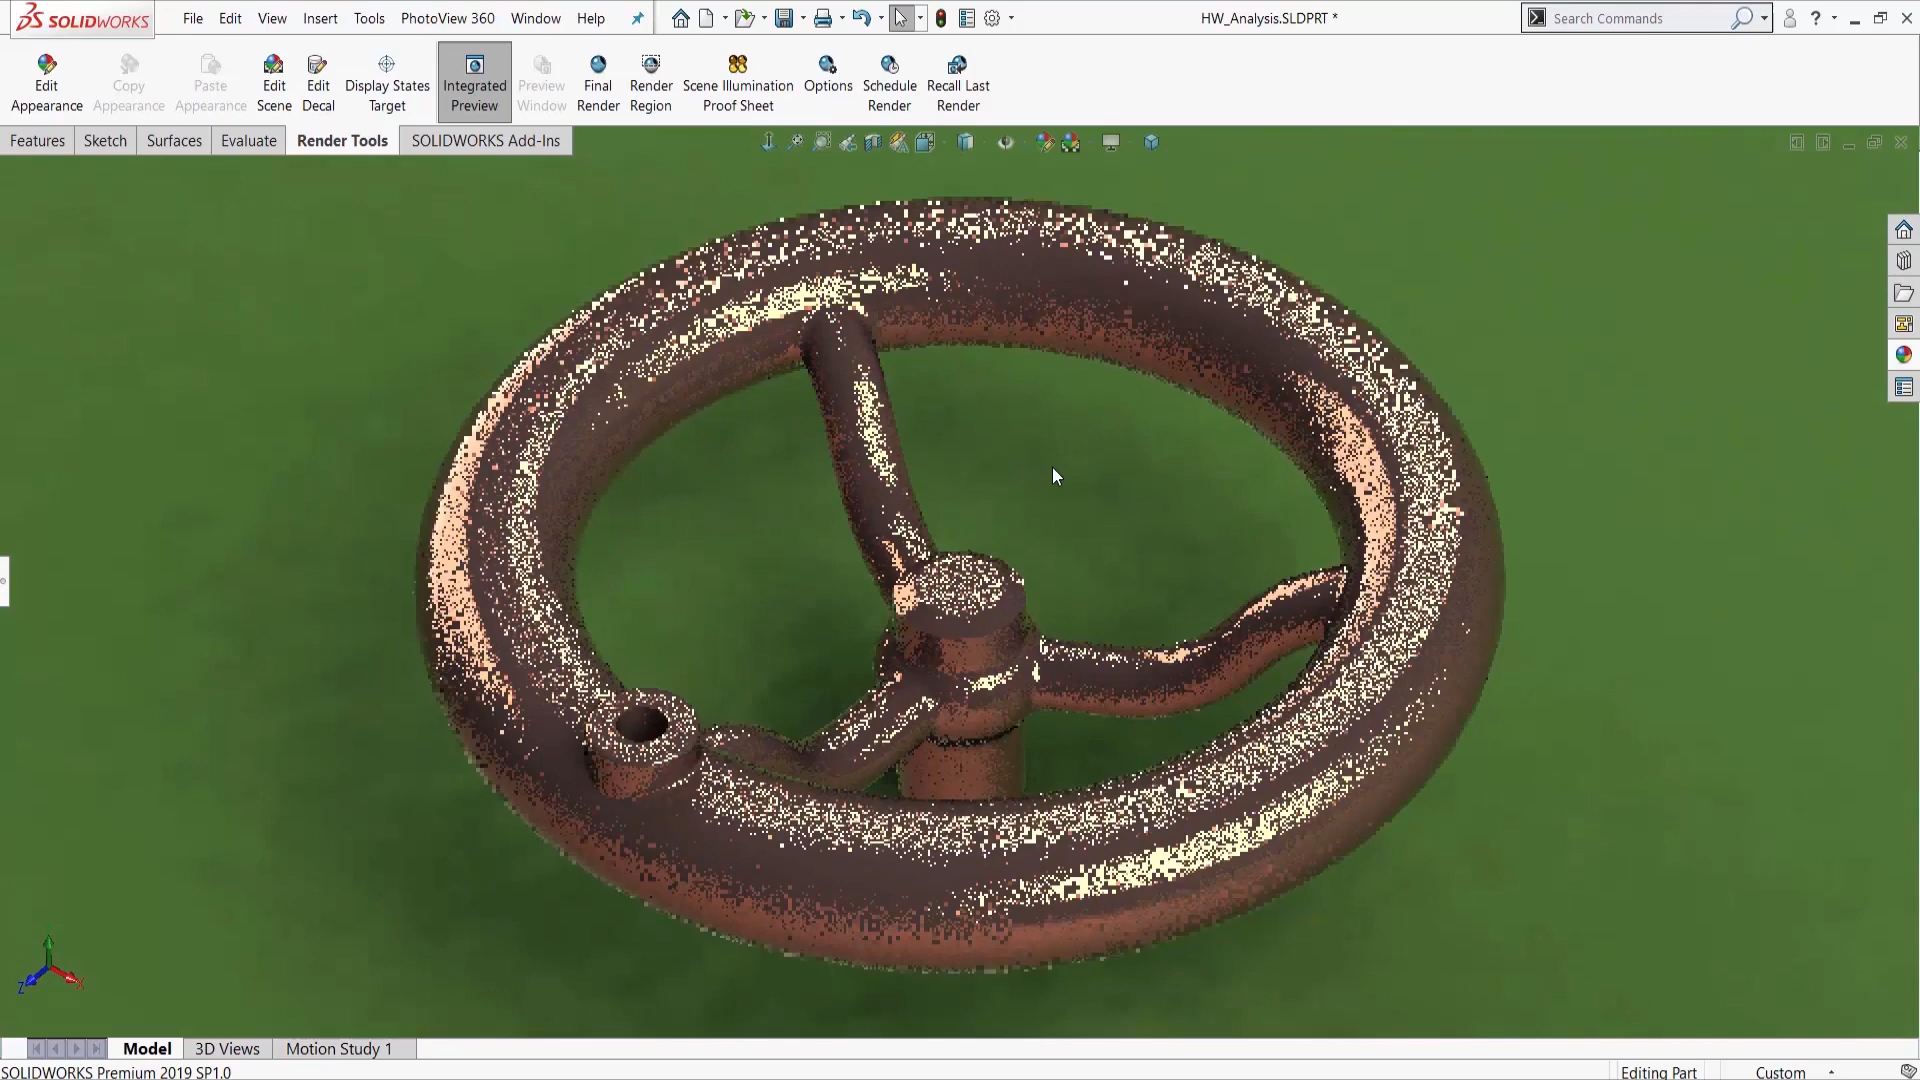 SOLIDWORKS File Edit View Insert Tools PhotoView 360 Window Help HW_Analysis.SLDPRT * Search Commands ?
Edit Appearance
Copy Appearance
Paste Appearance
Edit Scene
Edit Decal
Display States Target
Integrated Preview
Preview Window
Final Render
Render Region
Scene Illumination Proof Sheet
Options
Schedule Render
Recall Last Render
Features Sketch Surfaces Evaluate Render Tools SOLIDWORKS Add-Ins
Z X
Model 3D Views Motion Study 1
SOLIDWORKS Premium 2019 SP1.0 Editing Part Custom